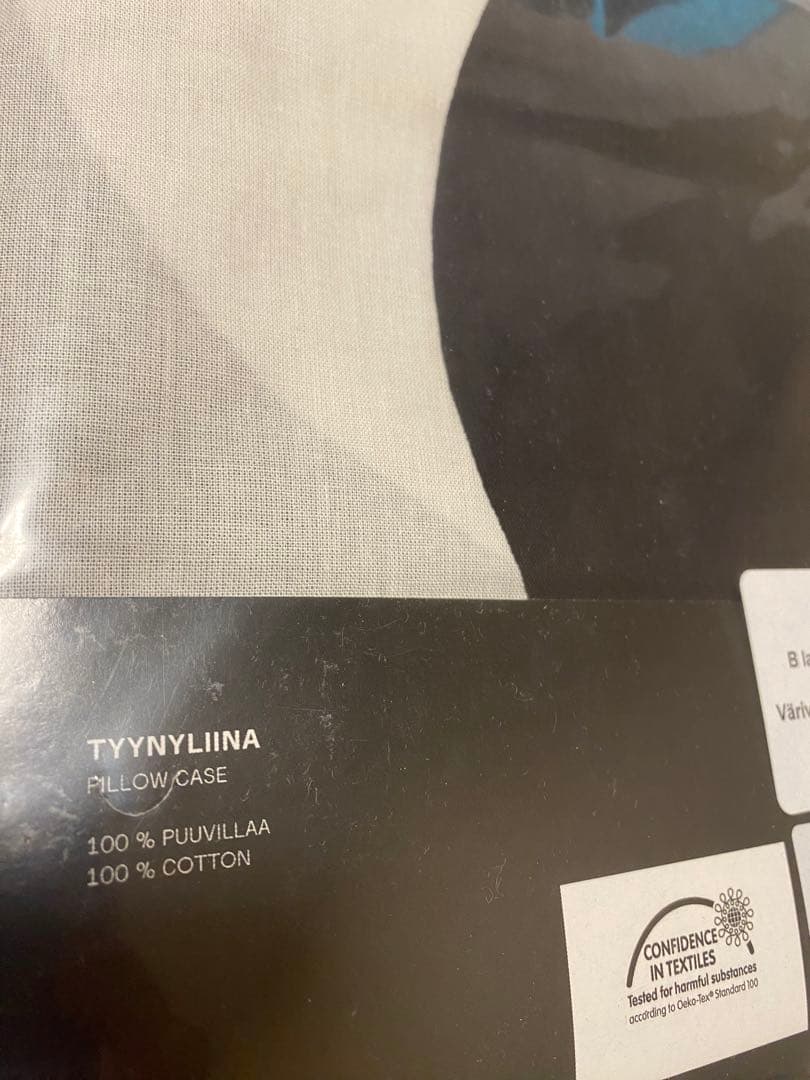 TYYNYLIINA
PILLOW CASE
100 % PUUVILLAA
100 % COTTON
B
CONFIDENCE
IN TEXTILES
Tested for harmful substances
according to Oeko-Tex® Standard 100